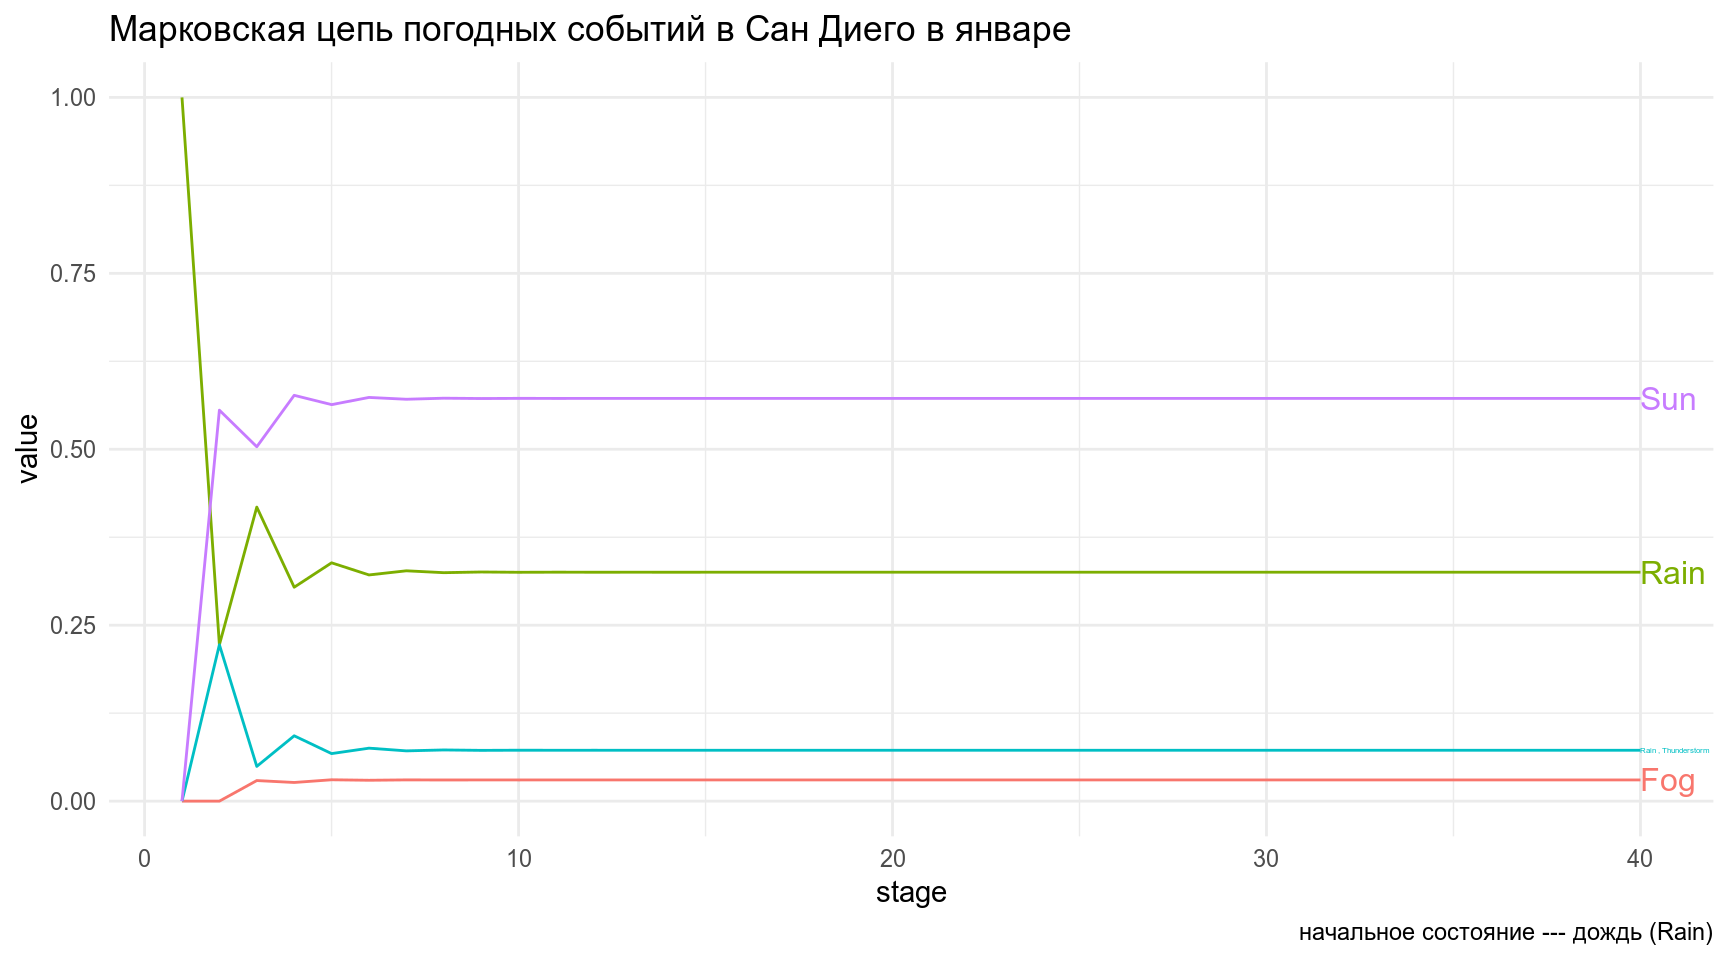 Марковская цепь погодных событий в Сан Диего в январе
1.00
0.75
0.50
0.25
0.00
value
Sun
Rain
Rain . Thunderstorm
Fog
0 10 20 30 40
stage
начальное состояние --- дождь (Rain)